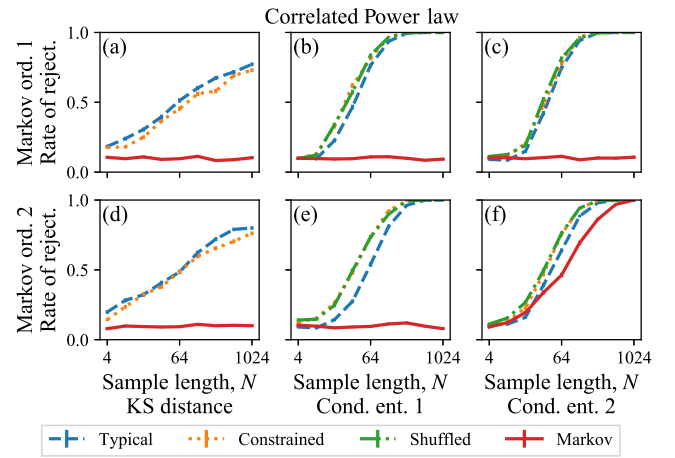 Correlated Power law
Markov ord. 1
Rate of reject.
1.0
0.5
0.0
(a)
(b)
(c)
Markov ord. 2
Rate of reject.
1.0
0.5
0.0
(d)
(e)
(f)
4 64 1024
4 64 1024
4 64 1024
Sample length, N
KS distance
Sample length, N
Cond. ent. 1
Sample length, N
Cond. ent. 2
Typical Constrained Shuffled Markov